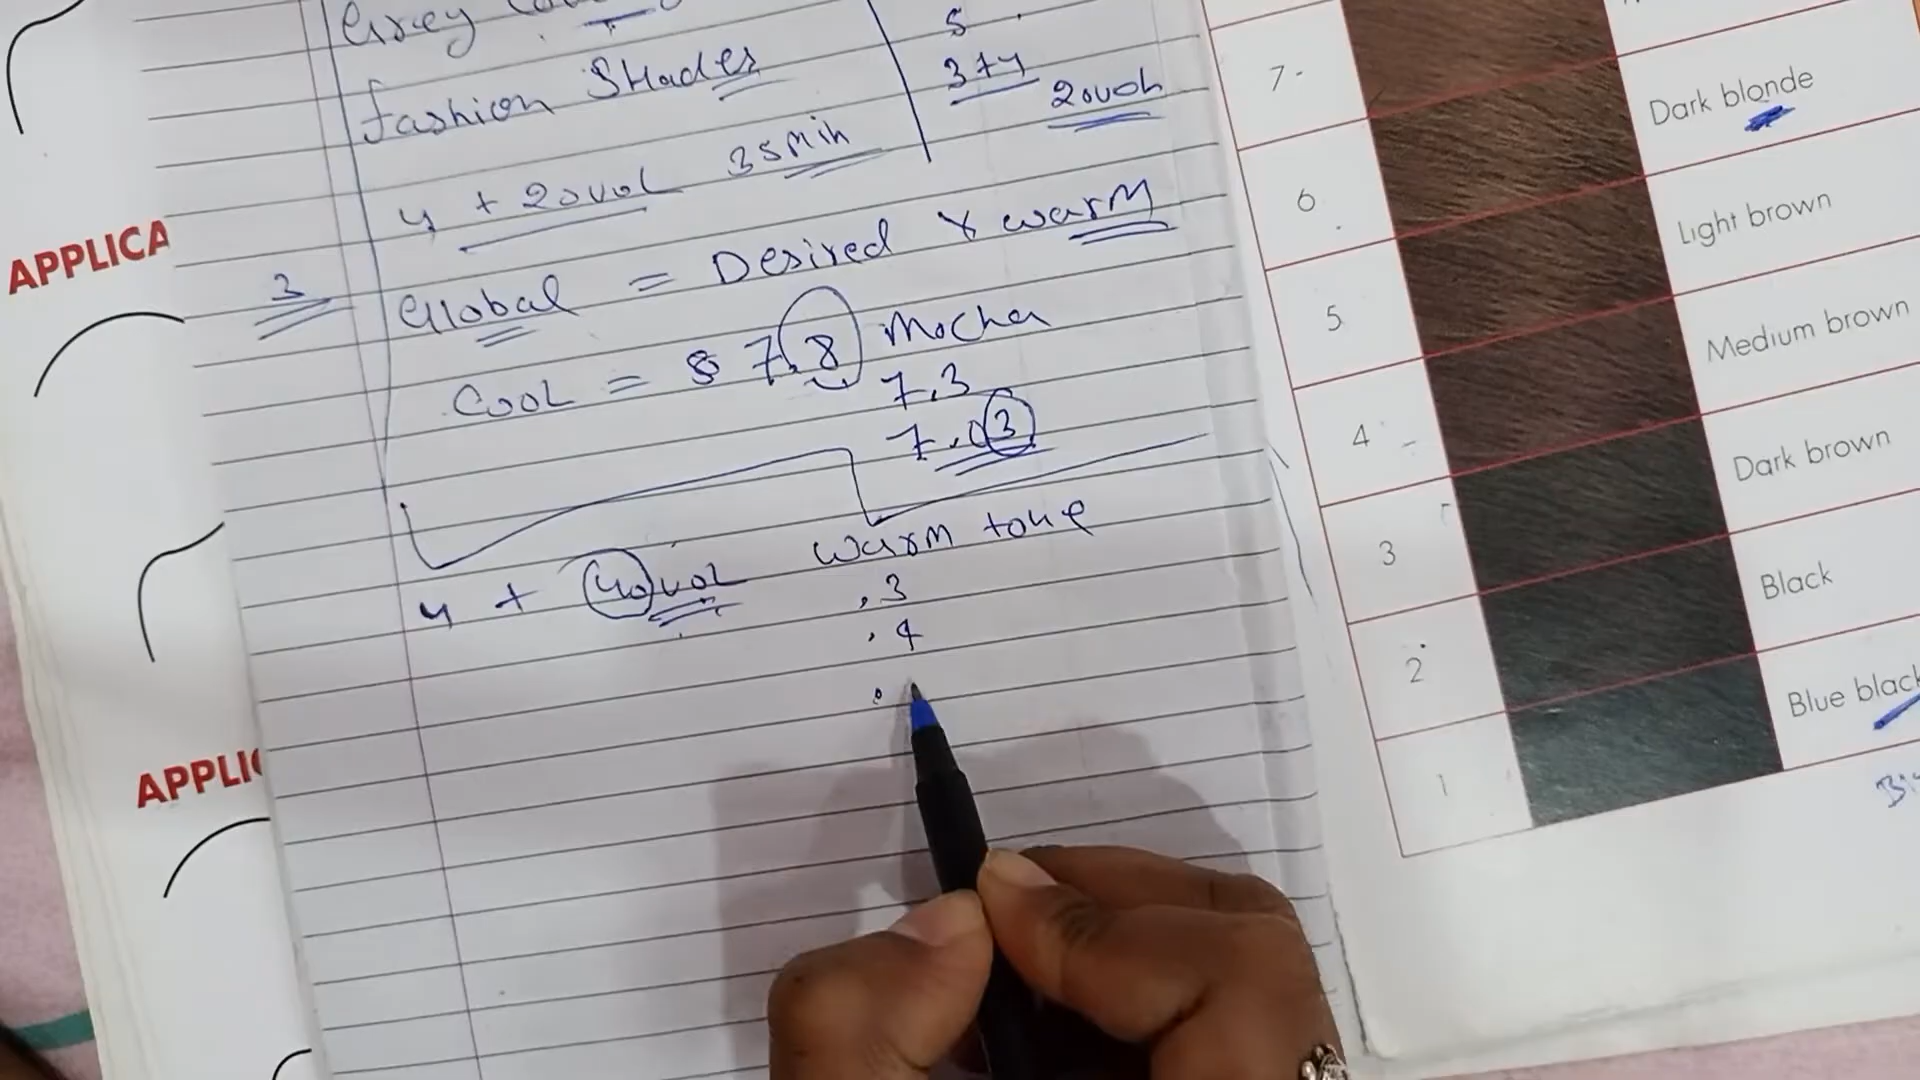 Grey
fashion SHades
4 + 20vol 35min
5
3 74
20voL
3
Global = Desired x warm
Cool = 8 7.8 Mocha
7.3
7.03
4 + 40vol warm tone
.3
.4
.
APPLICA
APPLIC
7 -
Dark blonde
6
Light brown
5
Medium brown
4
Dark brown
3
Black
2
Blue black
1